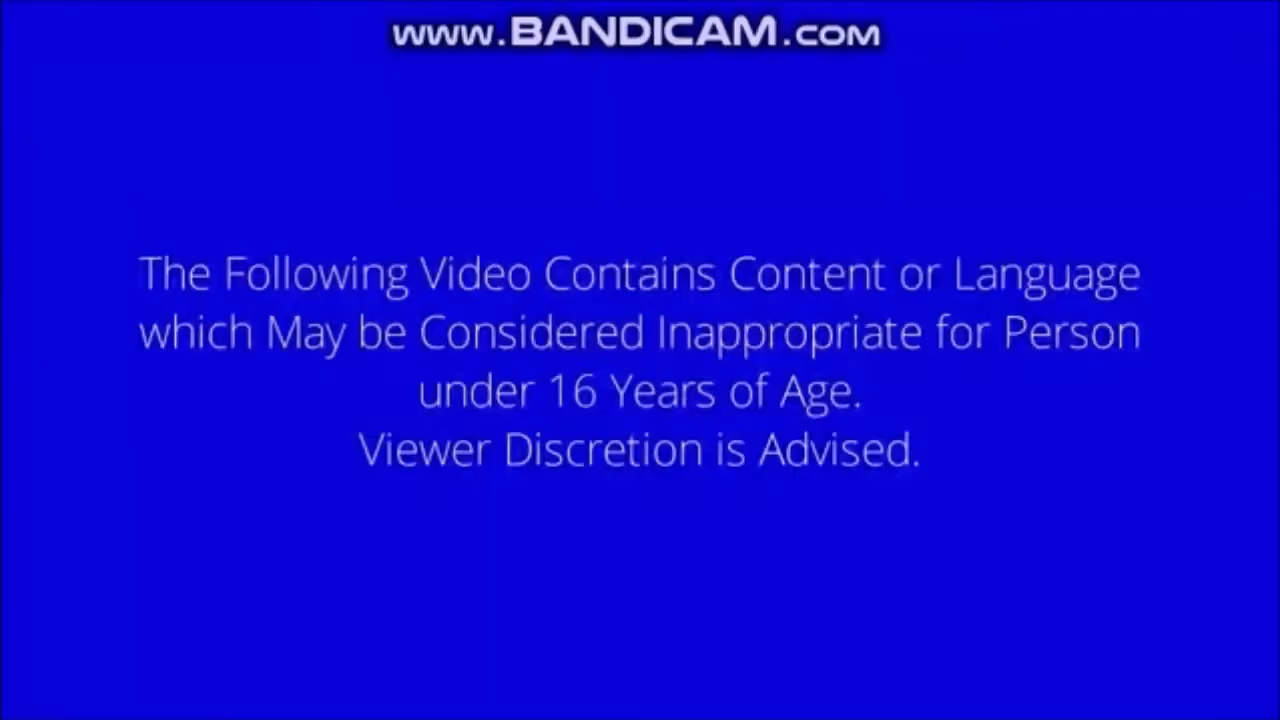 www.BANDICAM.com
The Following Video Contains Content or Language
which May be Considered Inappropriate for Person
under 16 Years of Age.
Viewer Discretion is Advised.